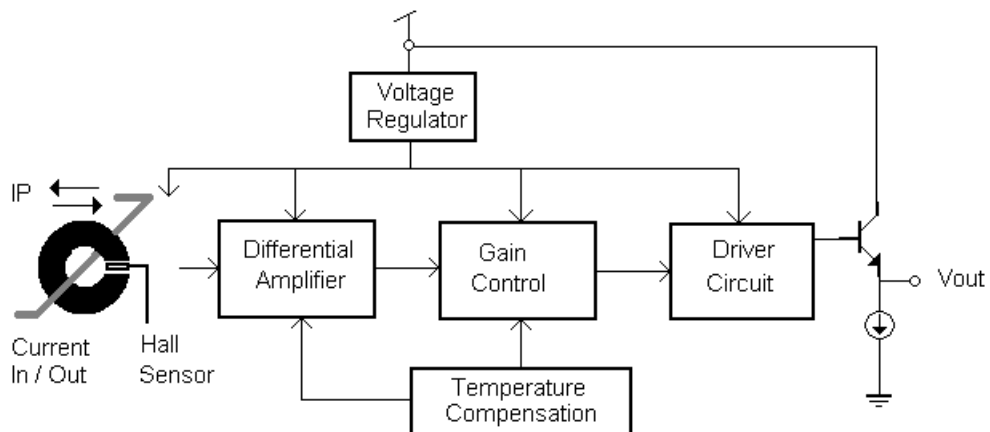 Voltage
Regulator
IP
Differential
Amplifier
Gain
Control
Driver
Circuit
Vout
Current
In / Out
Hall
Sensor
Temperature
Compensation